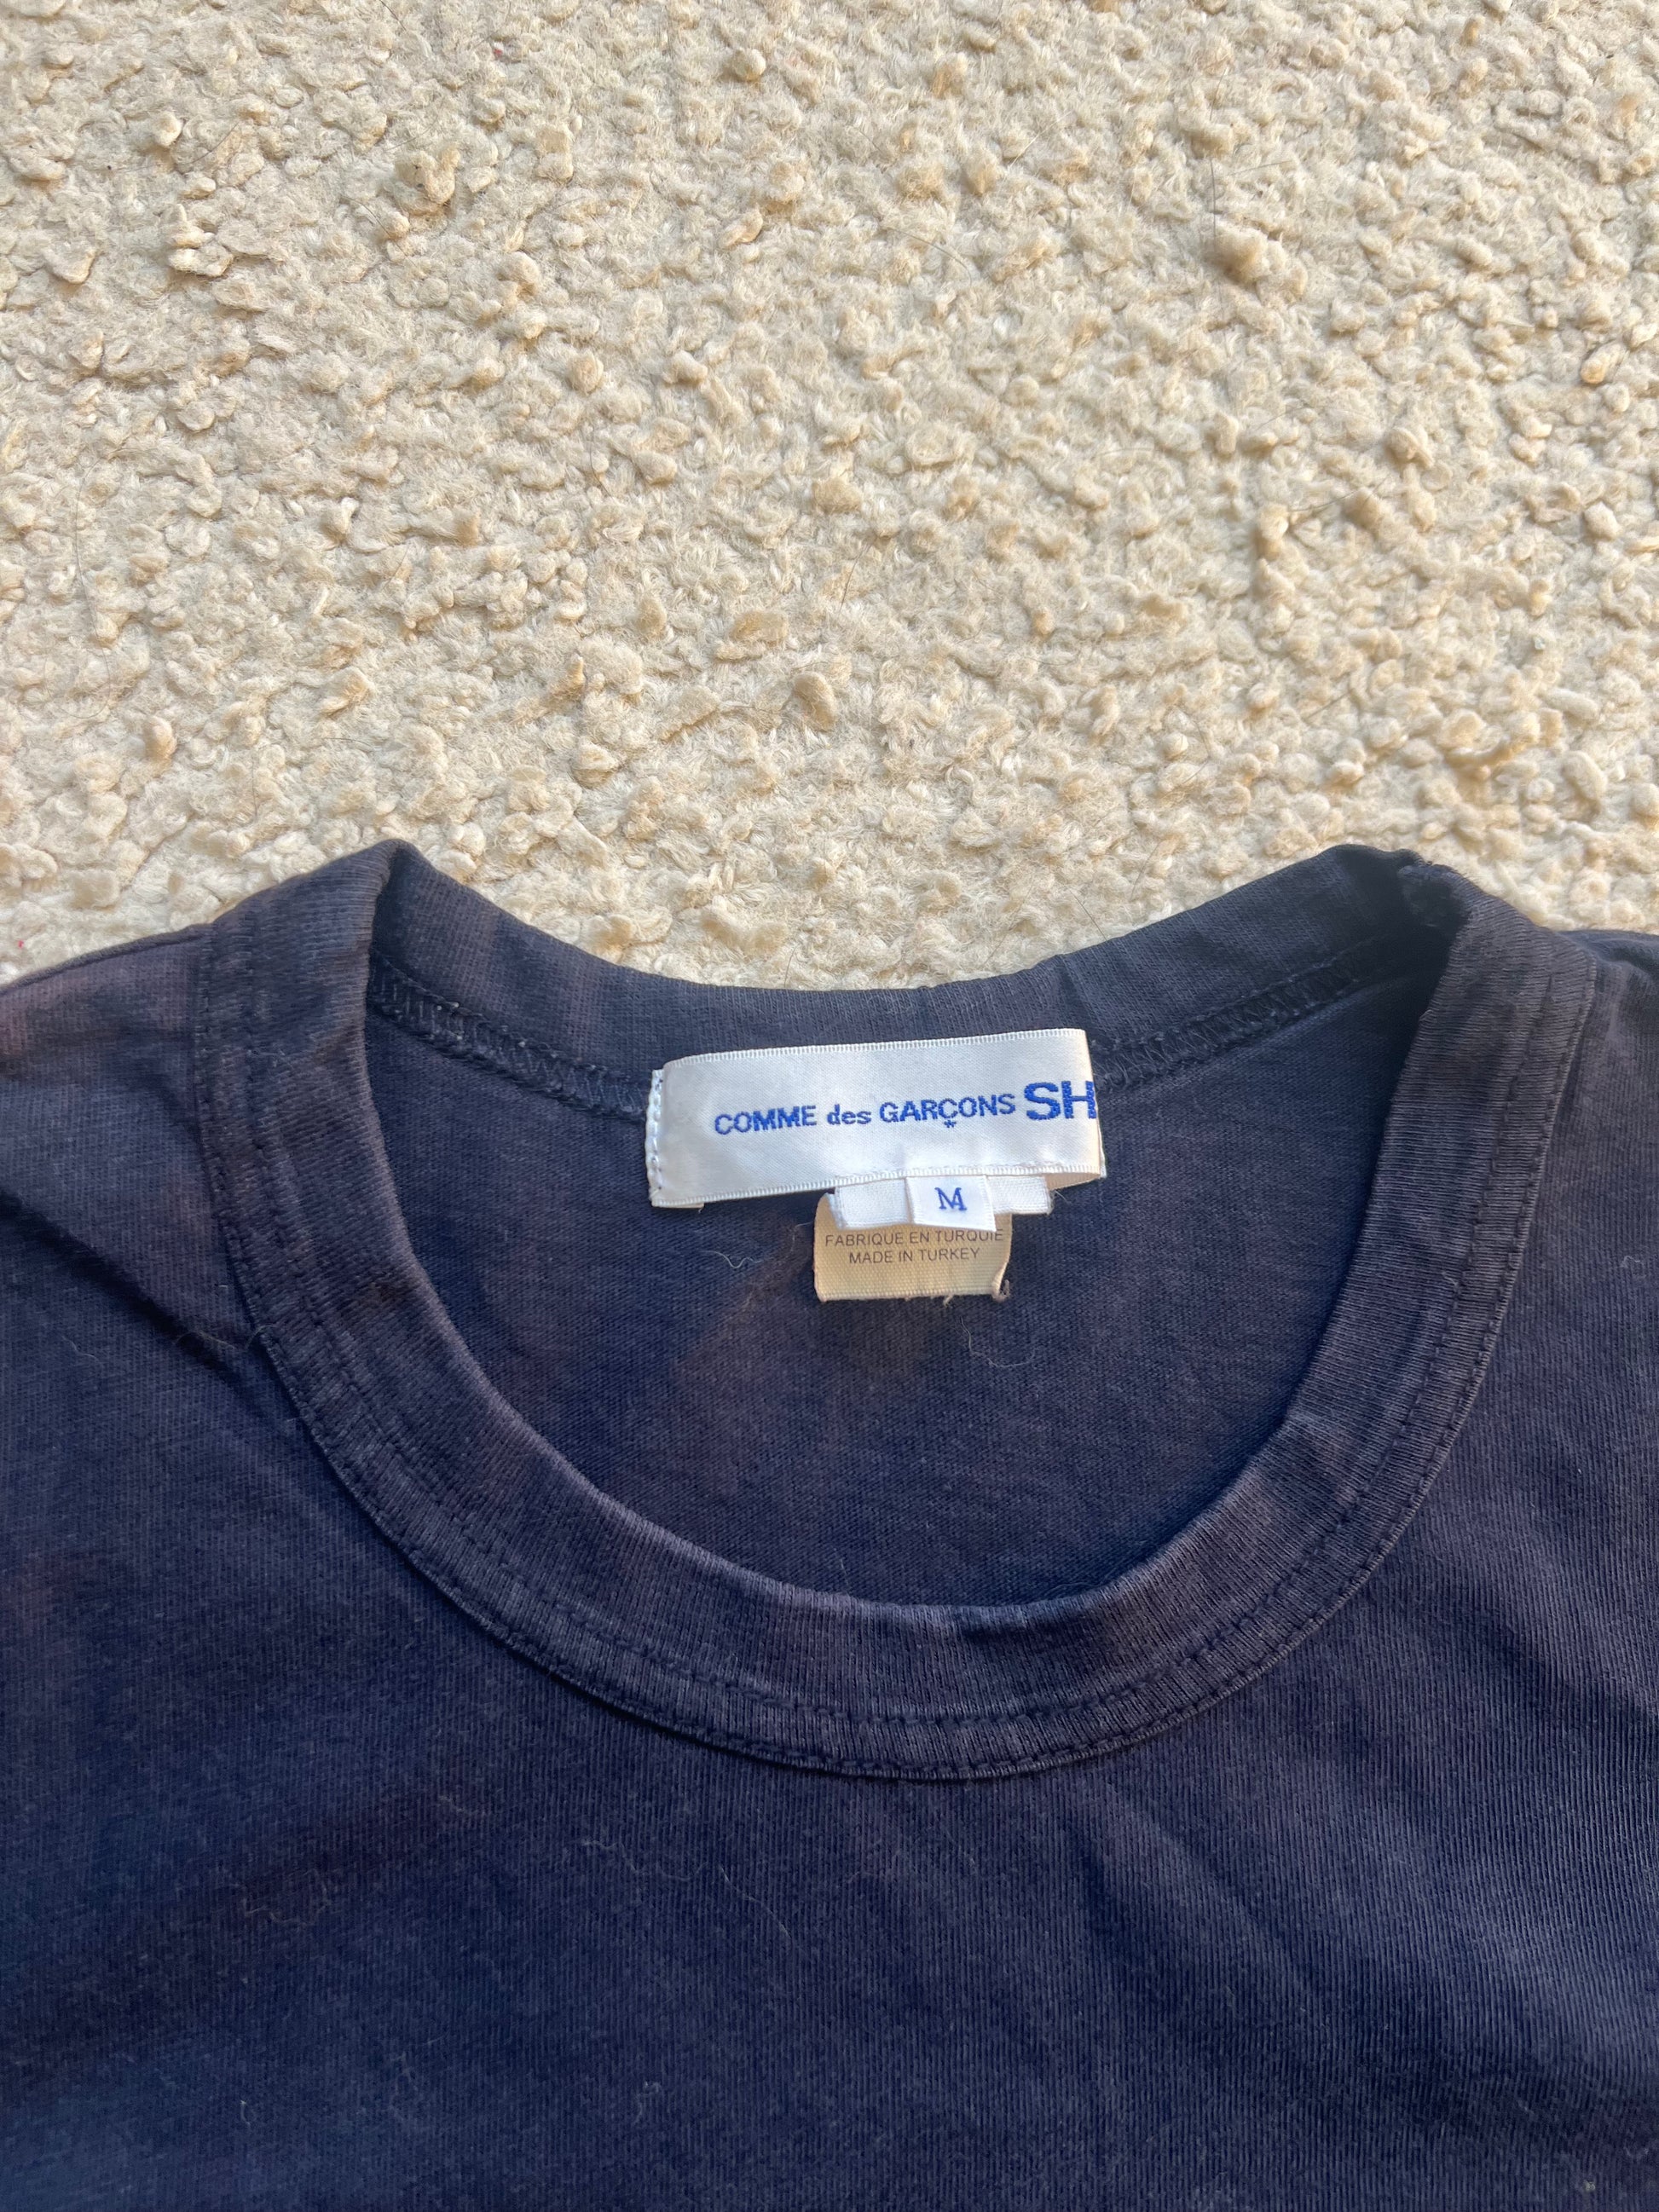 COMME des GARÇONS SH
M
FABRIQUE EN TURQUIE
MADE IN TURKEY